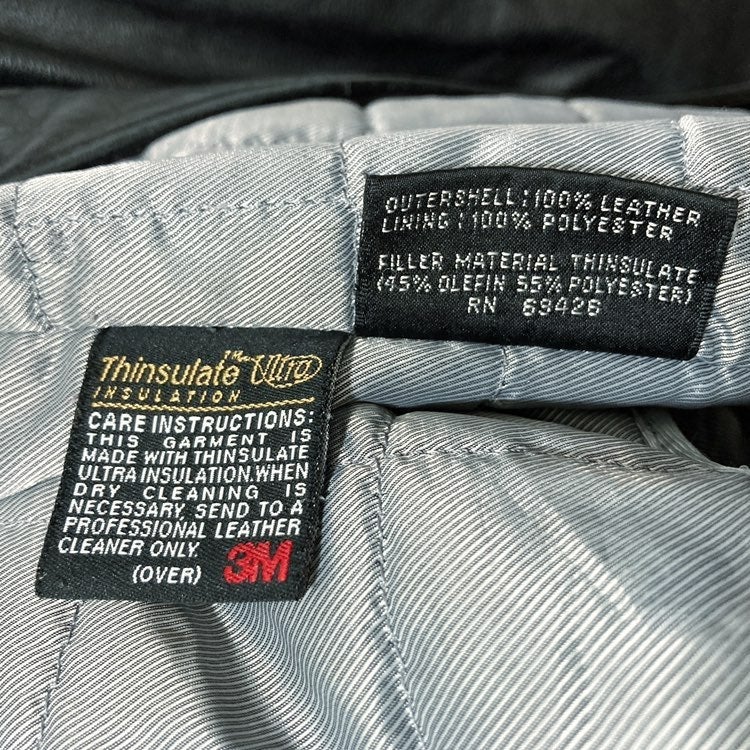 OUTERSHELL: 100% LEATHER
LINING: 100% POLYESTER
FILLER MATERIAL THINSULATE
(45% OLEFIN 55% POLYESTER)
RN 63426
Thinsulate™ Ultra
INSULATION
CARE INSTRUCTIONS:
THIS GARMENT IS
MADE WITH THINSULATE
ULTRA INSULATION. WHEN
DRY CLEANING IS
NECESSARY, SEND TO A
PROFESSIONAL LEATHER
CLEANER ONLY.
(OVER) 3M